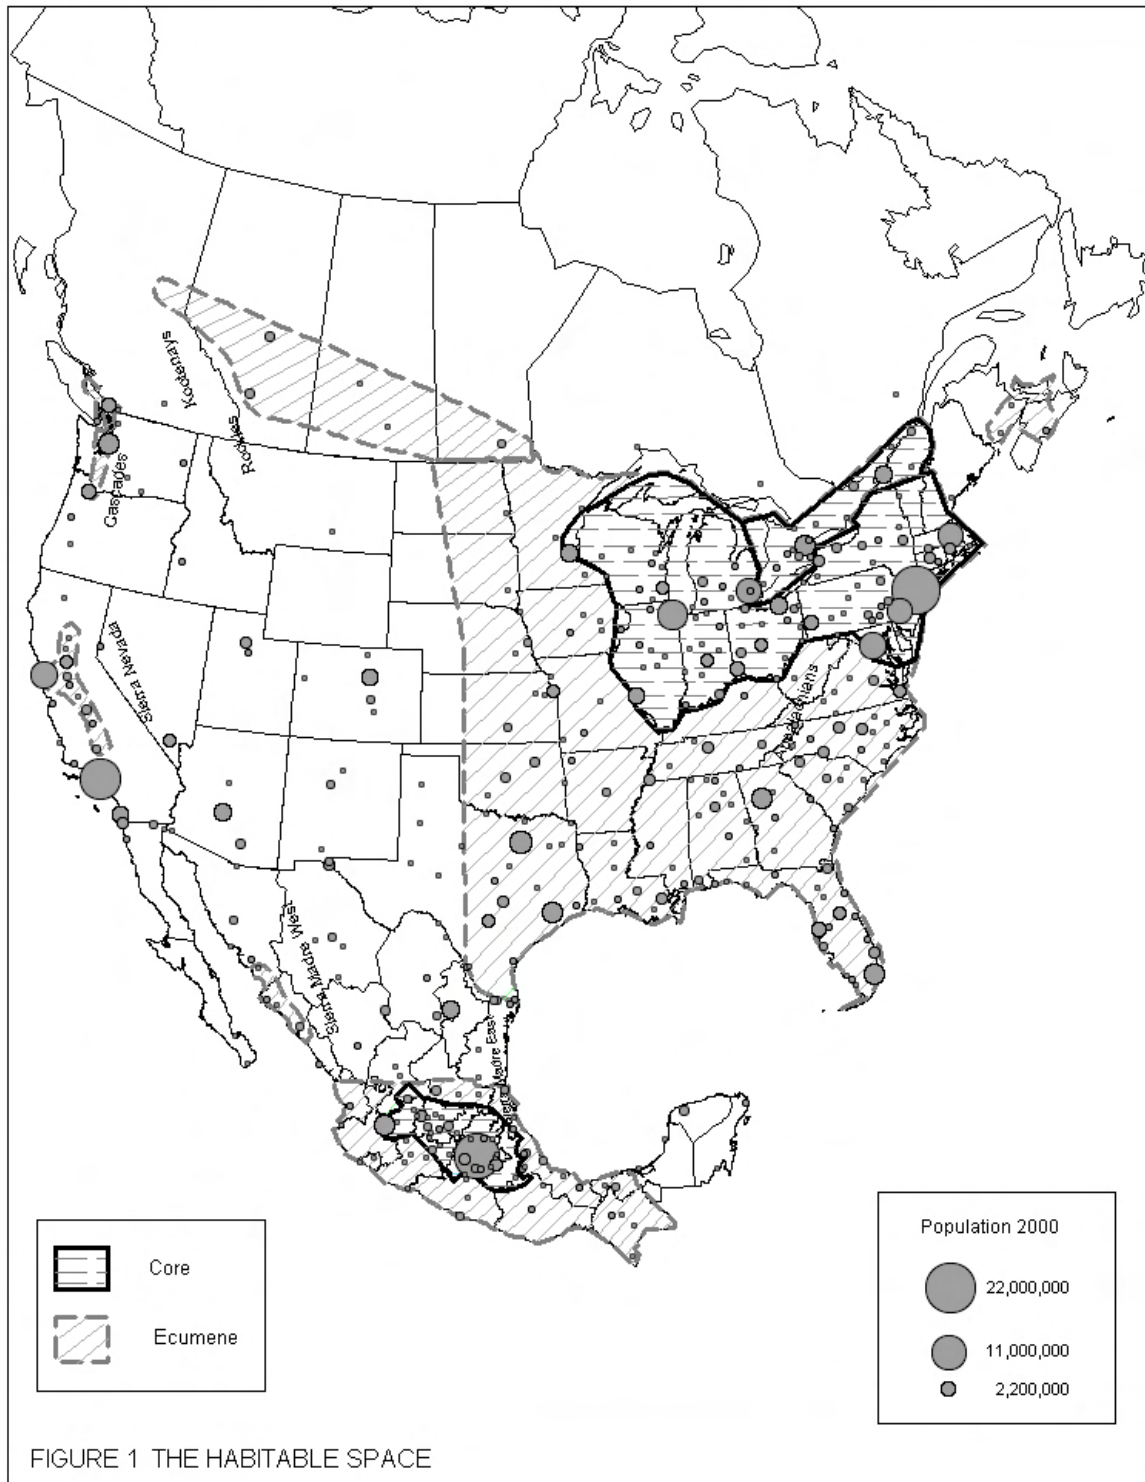 Kootenays
Rockies
Cascades
Sierra Nevada
Appalachians
Sierra Madre West
Madre East
Core
Ecumene
Population 2000
22,000,000
11,000,000
2,200,000
FIGURE 1 THE HABITABLE SPACE